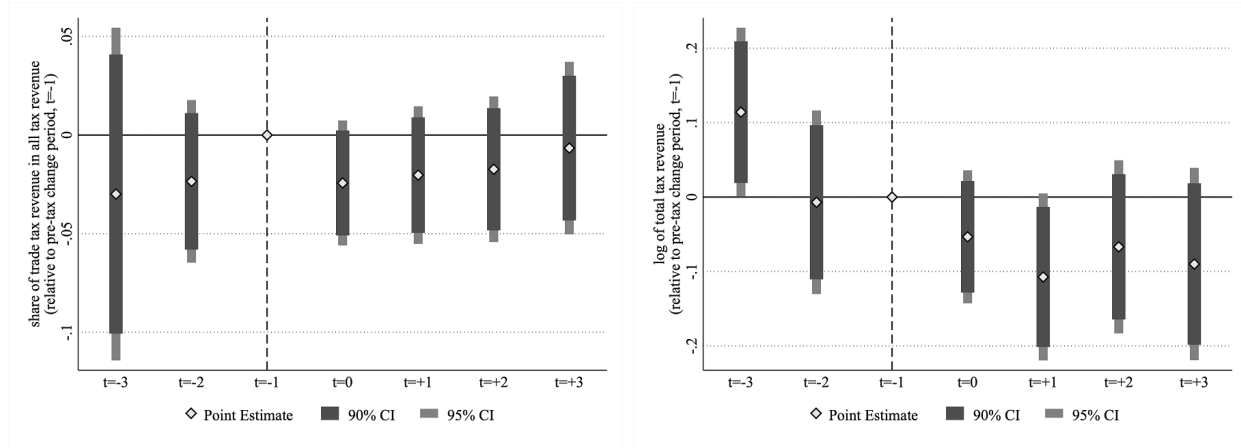 share of trade tax revenue in all tax revenue
(relative to pre-tax change period, t=-1)
.05
0
-.05
-.1
t=-3 t=-2 t=-1 t=0 t=+1 t=+2 t=+3
Point Estimate 90% CI 95% CI
log of total tax revenue
(relative to pre-tax change period, t=-1)
.2
.1
0
-.1
-.2
t=-3 t=-2 t=-1 t=0 t=+1 t=+2 t=+3
Point Estimate 90% CI 95% CI